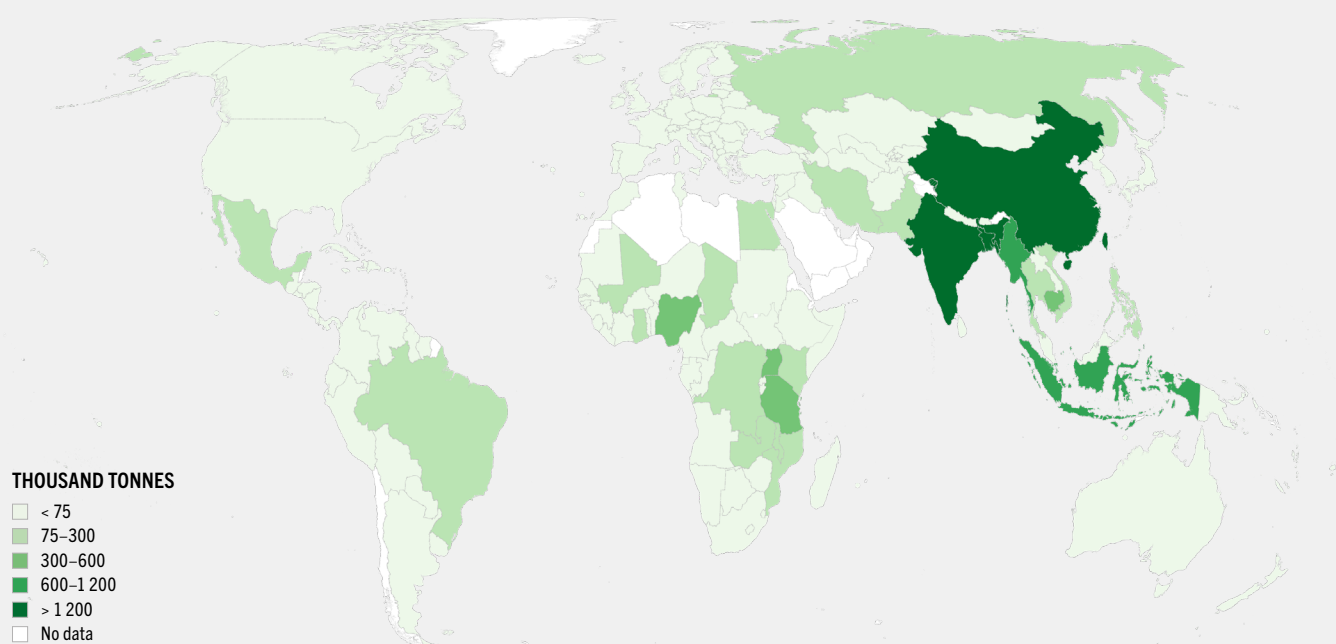 THOUSAND TONNES
< 75
75–300
300–600
600–1 200
> 1 200
No data